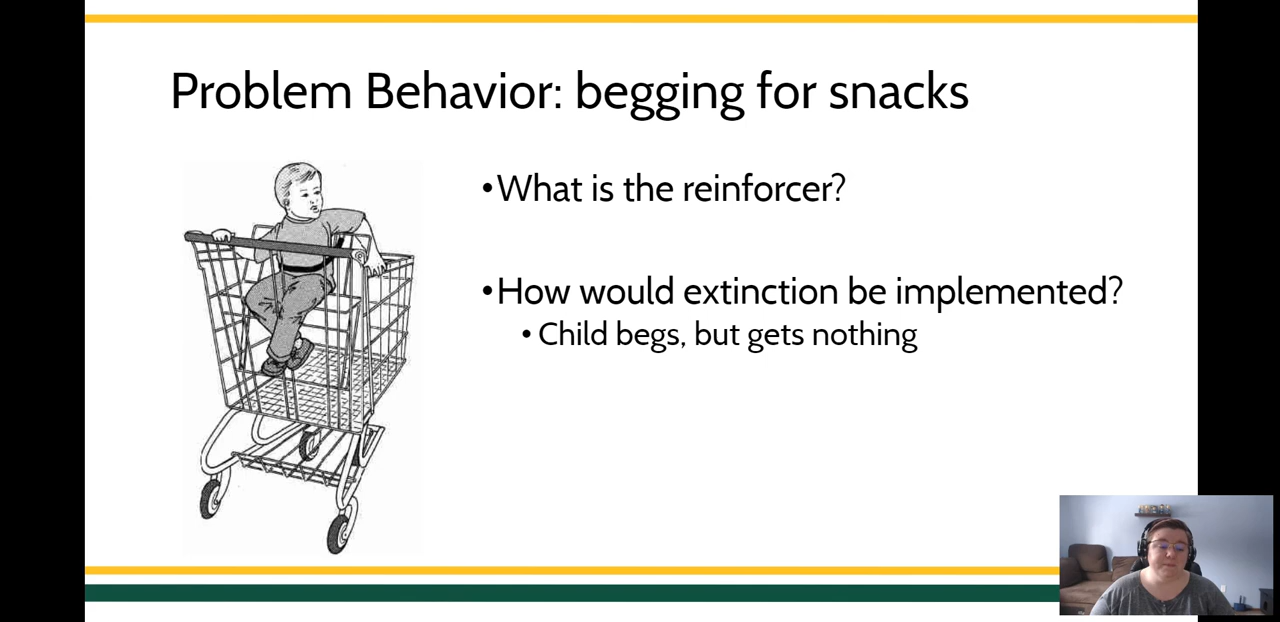 Problem Behavior: begging for snacks
•What is the reinforcer?
•How would extinction be implemented?
• Child begs, but gets nothing